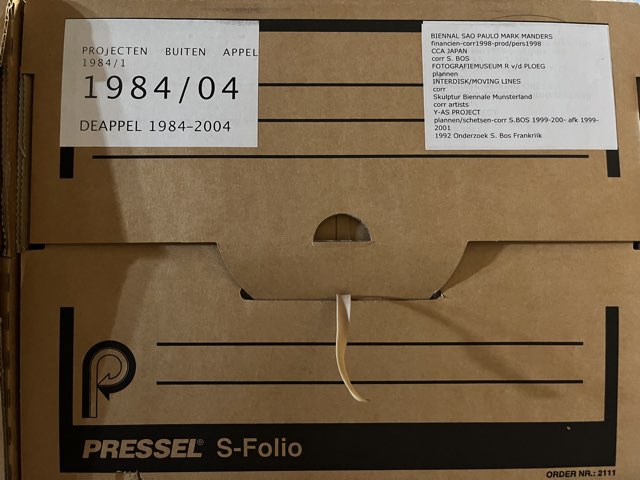 PROJECTEN BUITEN APPEL
1984/1
1984/04
DEAPPEL 1984-2004
BIENNAL SAO PAULO MARK MANDERS
financien-corr1998-prod/pers1998
CCA JAPAN
corr S. BOS
FOTOGRAFIEMUSEUM R v/d PLOEG
plannen
INTERDISK/MOVING LINES
corr
Skulptur Biennale Munsterland
corr artists
Y-AS PROJECT
plannen/schetsen-corr S.BOS 1999-200- afk 1999-
2001
1992 Onderzoek S. Bos Frankrijk
PRESSEL® S-Folio
ORDER NR.: 2111